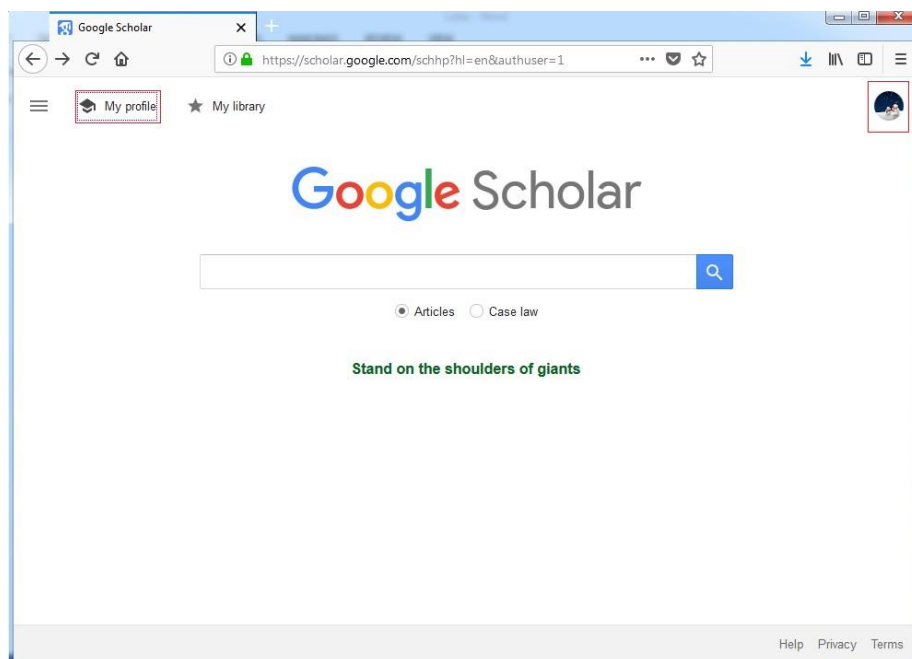 Google Scholar
https://scholar.google.com/schhp?hl=en&authuser=1
My profile
My library
Google Scholar
Articles
Case law
Stand on the shoulders of giants
Help Privacy Terms